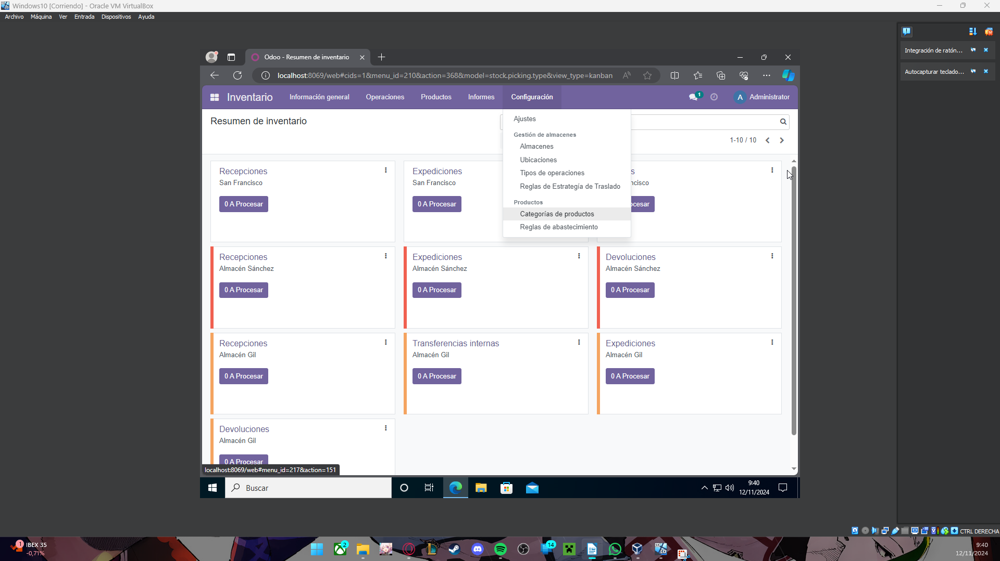 Windows10 [Corriendo] - Oracle VM VirtualBox
Archivo Máquina Ver Entrada Dispositivos Ayuda
Integración de ratón...
Autocapturar teclado...
Odoo - Resumen de inventario
localhost:8069/web#cids=1&menu_id=210&action=368&model=stock.picking.type&view_type=kanban
Inventario Información general Operaciones Productos Informes Configuración 1 A Administrator
Resumen de inventario
1-10 / 10
Ajustes
Gestión de almacenes
Almacenes
Ubicaciones
Tipos de operaciones
Reglas de Estrategía de Traslado
Productos
Categorías de productos
Reglas de abastecimiento
Recepciones
San Francisco
0 A Procesar
Expediciones
San Francisco
0 A Procesar
s
ncisco
ocesar
Recepciones
Almacén Sánchez
0 A Procesar
Expediciones
Almacén Sánchez
0 A Procesar
Devoluciones
Almacén Sánchez
0 A Procesar
Recepciones
Almacén Gil
0 A Procesar
Transferencias internas
Almacén Gil
0 A Procesar
Expediciones
Almacén Gil
0 A Procesar
Devoluciones
Almacén Gil
0 A Procesar
localhost:8069/web#menu_id=217&action=151
Buscar
9:40
12/11/2024
CTRL DERECHA
1
IBEX 35
-0,71%
2
14
9:40
12/11/2024